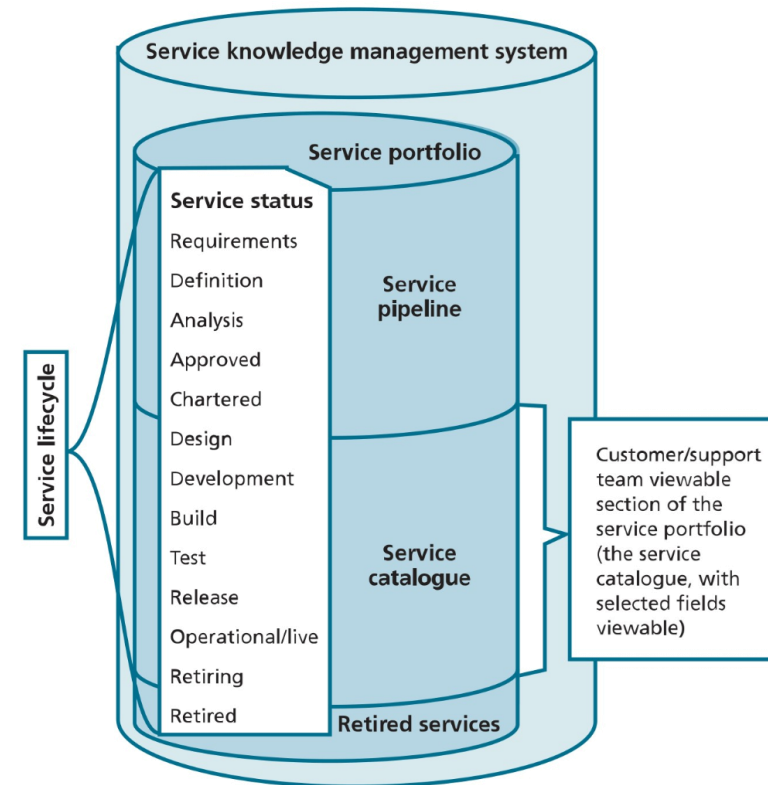 Service knowledge management system
Service portfolio
Service status
Requirements
Definition
Analysis
Approved
Chartered
Design
Development
Build
Test
Release
Operational/live
Retiring
Retired
Service
pipeline
Service
catalogue
Retired services
Service lifecycle
Customer/support
team viewable
section of the
service portfolio
(the service
catalogue, with
selected fields
viewable)